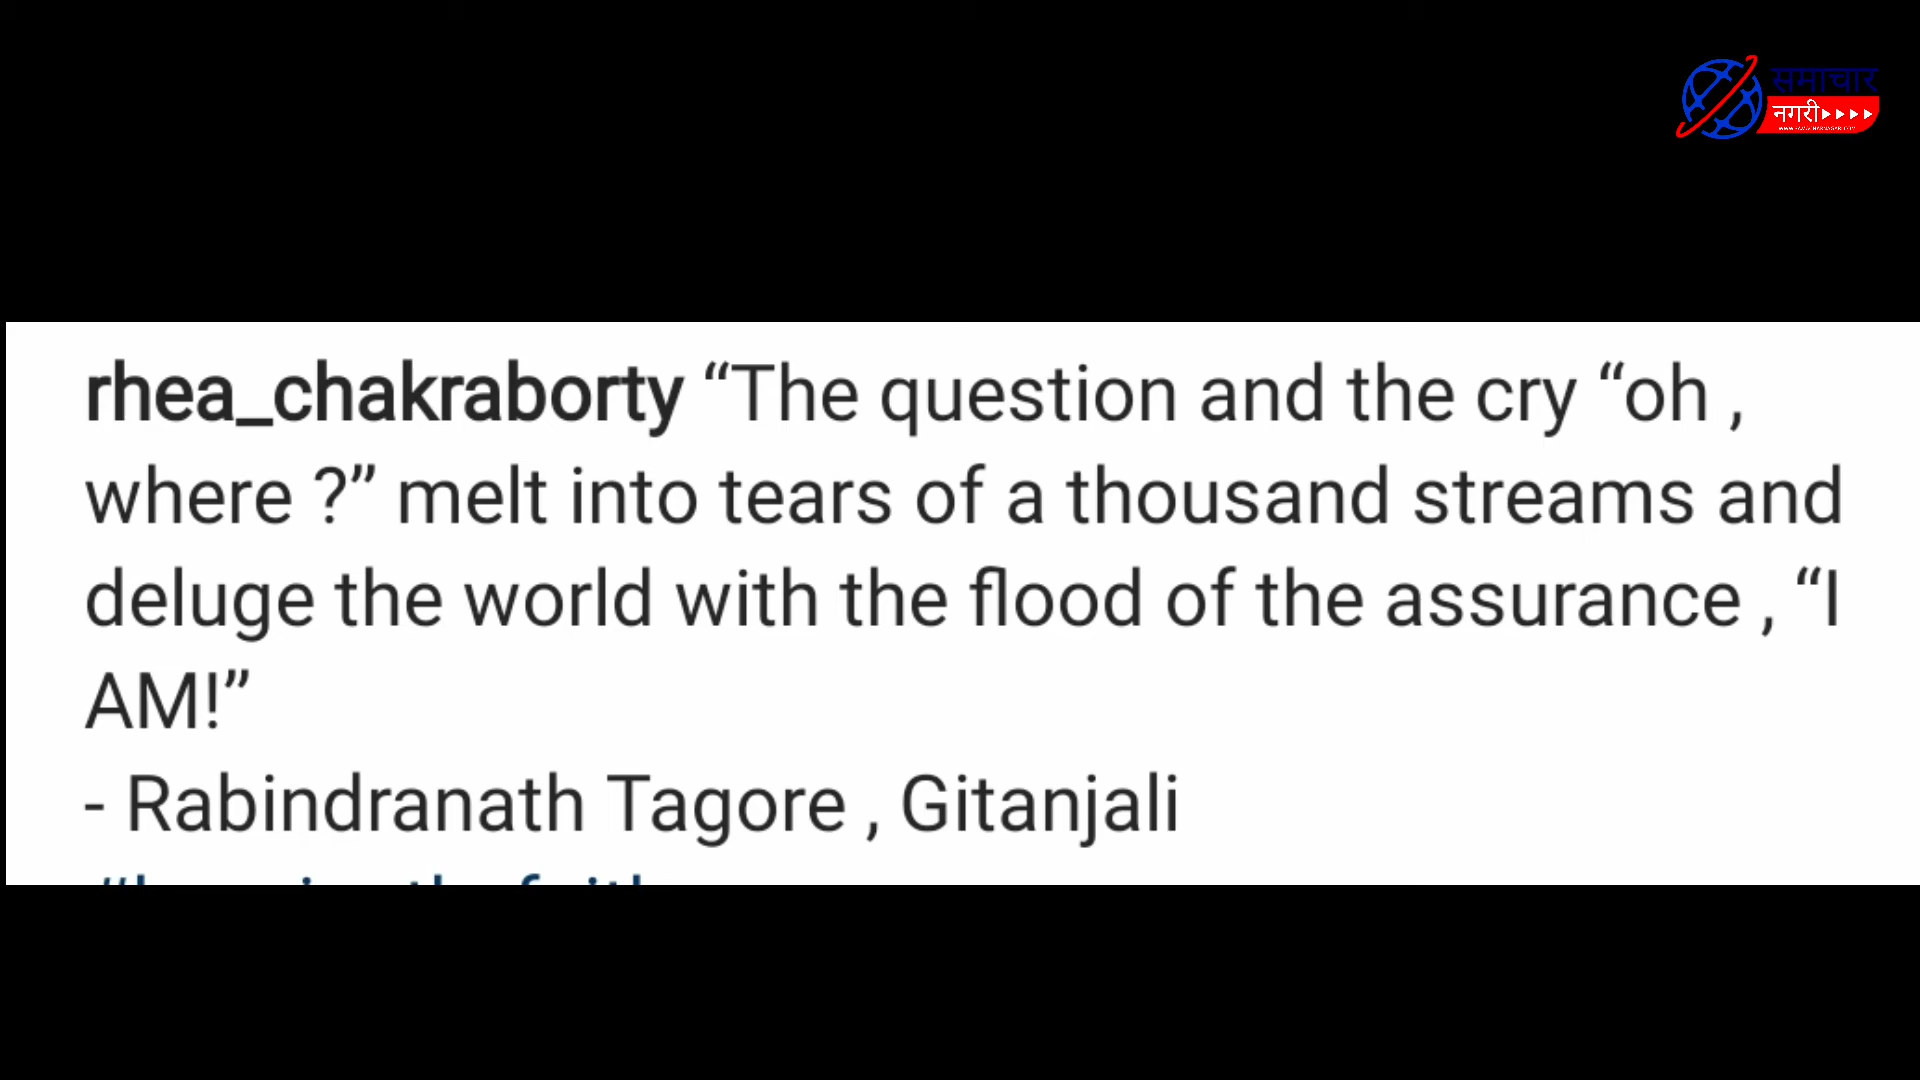 समाचार
नगरी
rhea_chakraborty “The question and the cry “oh ,
where ?” melt into tears of a thousand streams and
deluge the world with the flood of the assurance , “I
AM!”
- Rabindranath Tagore , Gitanjali